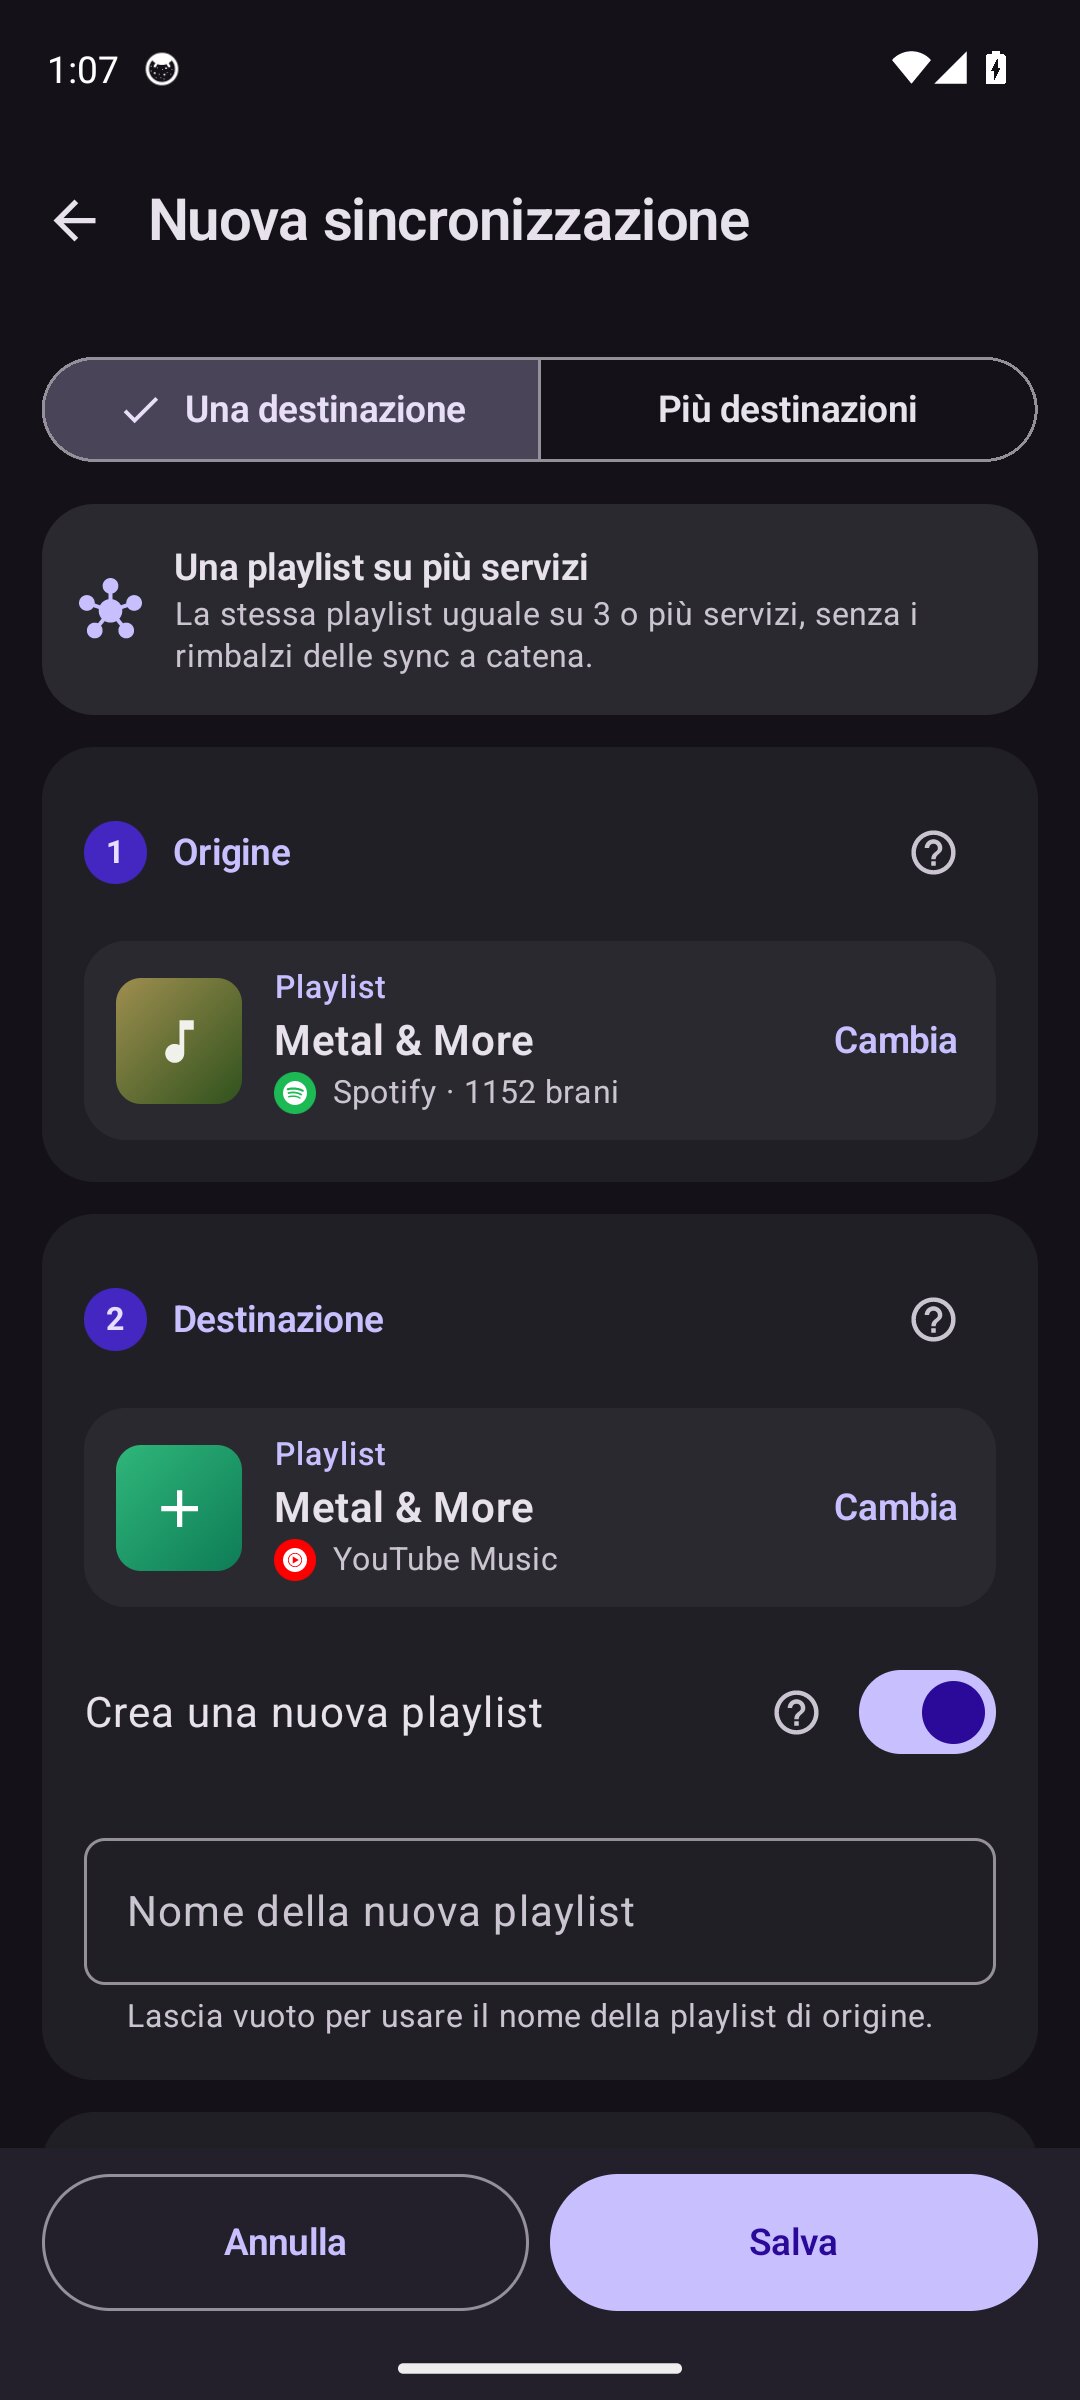 1:07
Nuova sincronizzazione
Una destinazione
Più destinazioni
Una playlist su più servizi
La stessa playlist uguale su 3 o più servizi, senza i
rimbalzi delle sync a catena.
1
Origine
Playlist
Metal & More
Spotify · 1152 brani
Cambia
2
Destinazione
Playlist
Metal & More
YouTube Music
Cambia
Crea una nuova playlist
Nome della nuova playlist
Lascia vuoto per usare il nome della playlist di origine.
Annulla
Salva